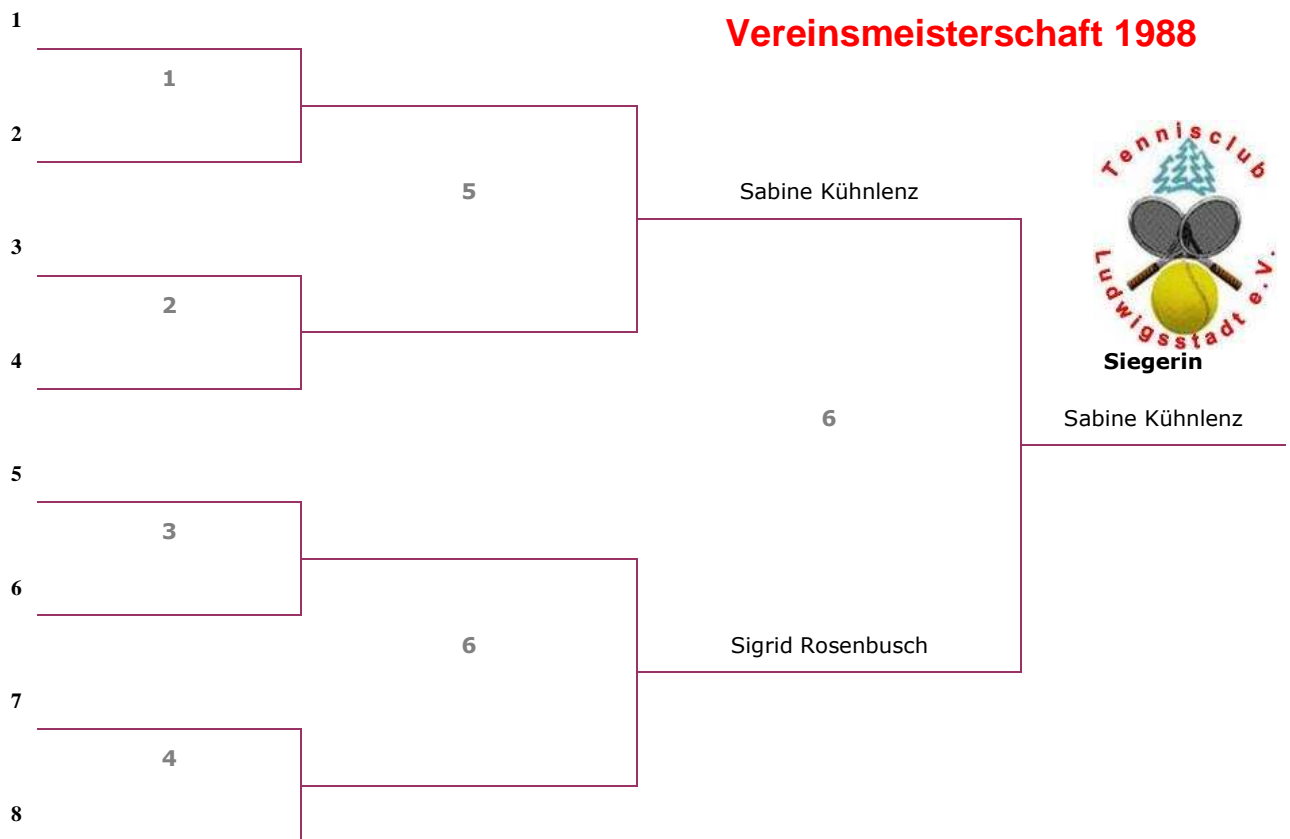 1
Vereinsmeisterschaft 1988
1
2
Tennisclub
5
Sabine Kühnlenz
3
Ludwigsstadt e.V.
2
4
Siegerin
6
Sabine Kühnlenz
5
3
6
6
Sigrid Rosenbusch
7
4
8